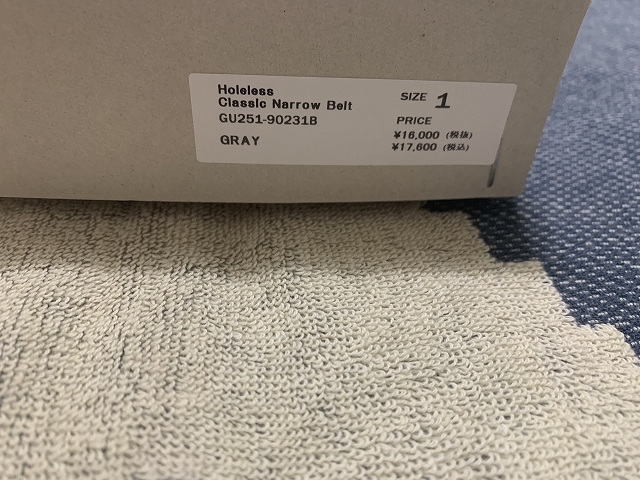 Holeless
Classic Narrow Belt
GU251-90231B
GRAY
SIZE 1
PRICE
¥16,000 (税抜)
¥17,600 (税込)